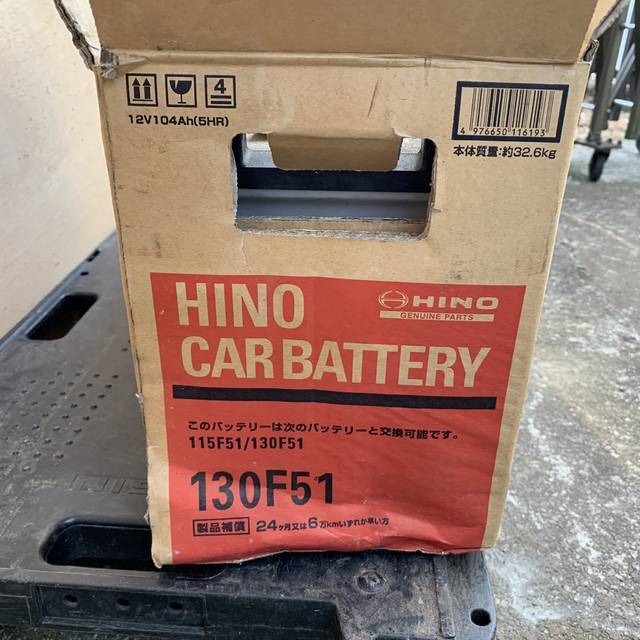 4
12V104Ah(5HR)
4 976650 116193
本体質量:約32.6kg
HINO
GENUINE PARTS
HINO
CAR BATTERY
このバッテリーは次のバッテリーと交換可能です。
115F51/130F51
130F51
製品補償 24ヶ月又は6万kmいずれか早い方